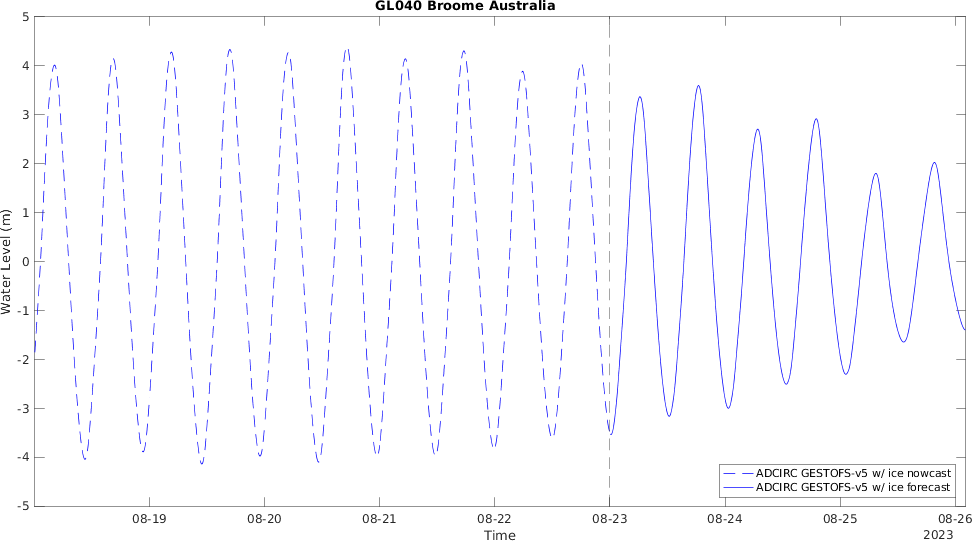 GL040 Broome Australia
5
4
3
2
1
0
-1
-2
-3
-4
-5
Water Level (m)
ADCIRC GESTOFS-v5 w/ ice nowcast
ADCIRC GESTOFS-v5 w/ ice forecast
08-19 08-20 08-21 08-22 08-23 08-24 08-25 08-26
Time
2023